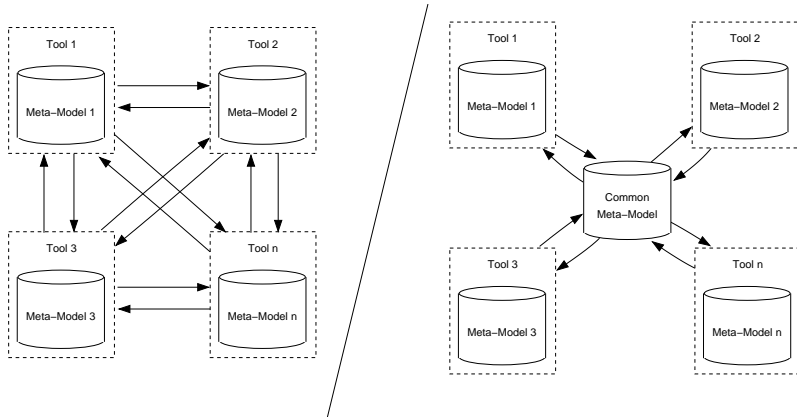 Tool 1
Meta−Model 1
Tool 2
Meta−Model 2
Tool 3
Meta−Model 3
Tool n
Meta−Model n
Tool 1
Meta−Model 1
Tool 2
Meta−Model 2
Common
Meta−Model
Tool 3
Meta−Model 3
Tool n
Meta−Model n